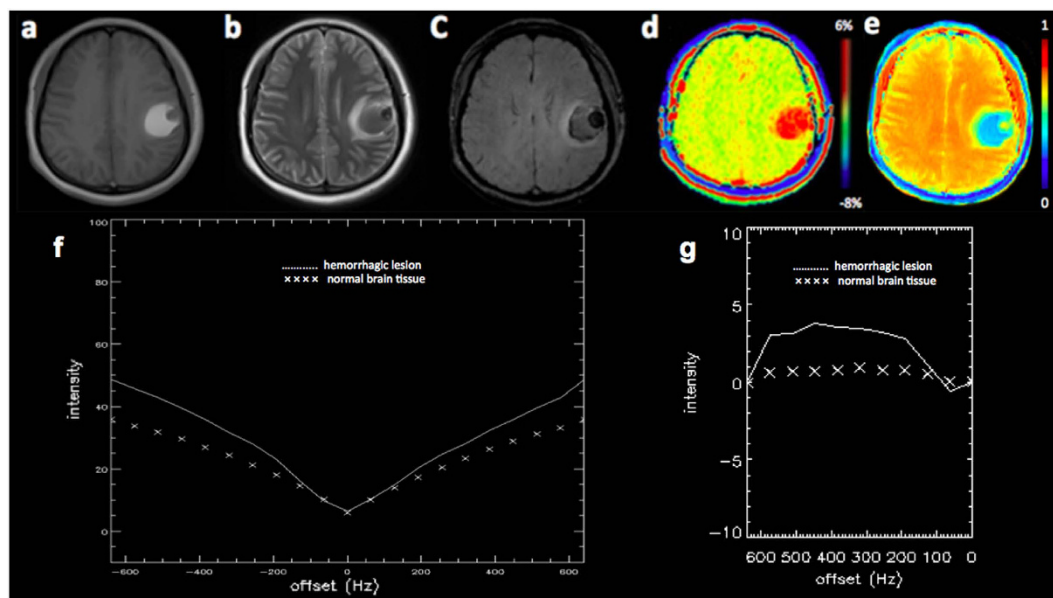 a b c d e
6%
-8%
1
0
f
100
80
60
40
20
0
intensity
hemorrhagic lesion
×××× normal brain tissue
−600 −400 −200 0 200 400 600
offset (Hz)
g
10
5
0
−5
−10
intensity
hemorrhagic lesion
×××× normal brain tissue
600 500 400 300 200 100 0
offset (Hz)